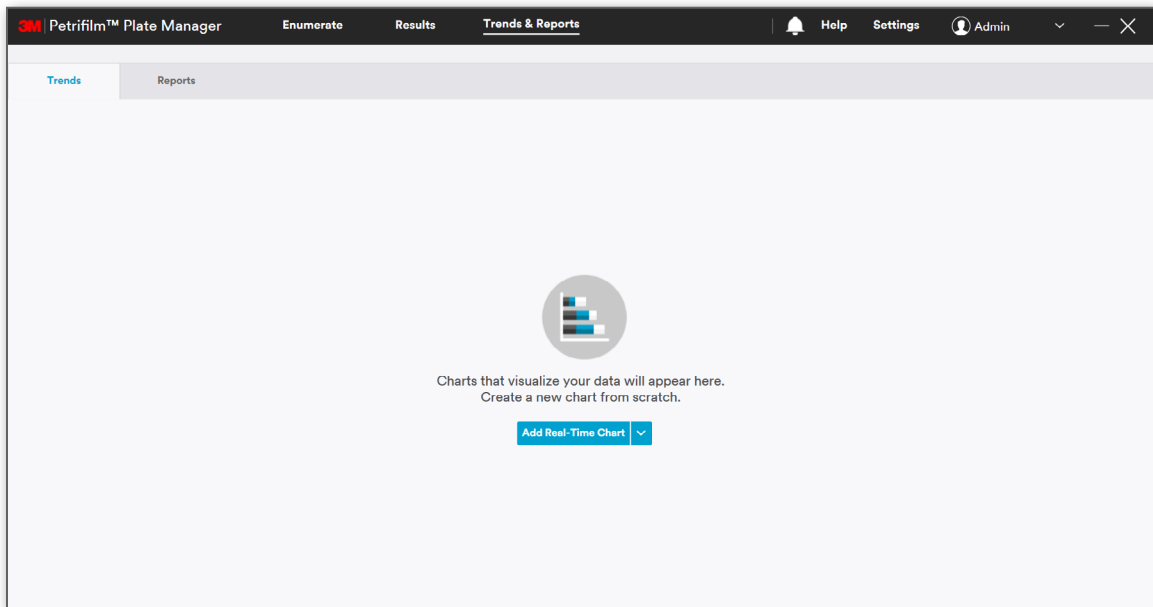 3M Petrifilm™ Plate Manager Enumerate Results Trends & Reports Help Settings Admin
Trends Reports
Charts that visualize your data will appear here.
Create a new chart from scratch.
Add Real-Time Chart